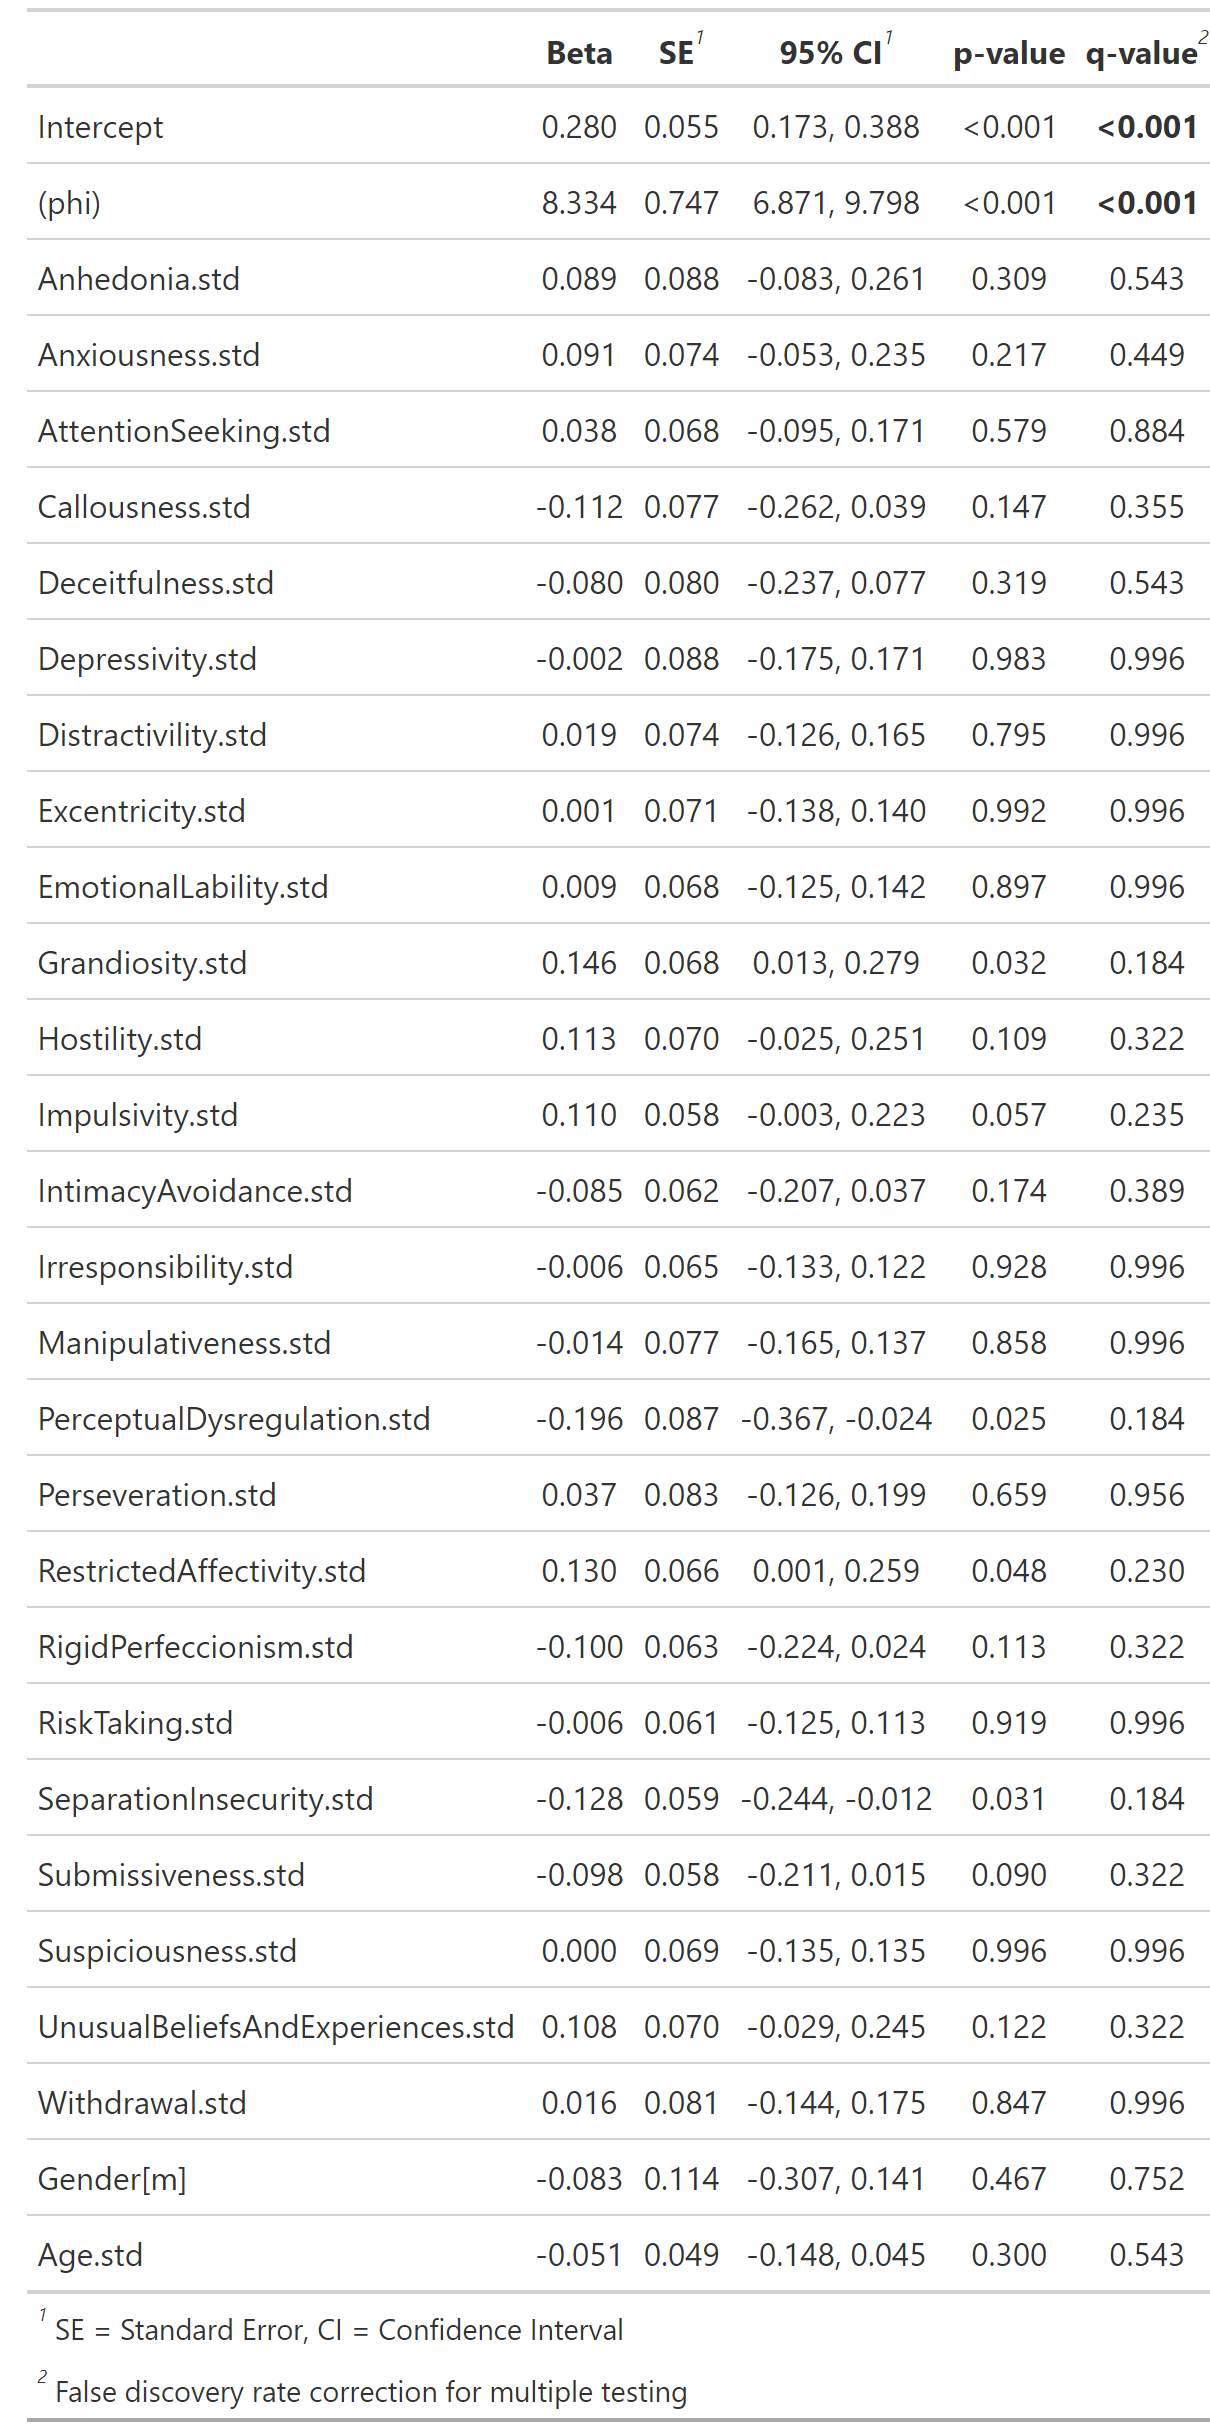 Beta SE1 95% CI1 p-value q-value2
Intercept 0.280 0.055 0.173, 0.388 <0.001 <0.001
(phi) 8.334 0.747 6.871, 9.798 <0.001 <0.001
Anhedonia.std 0.089 0.088 -0.083, 0.261 0.309 0.543
Anxiousness.std 0.091 0.074 -0.053, 0.235 0.217 0.449
AttentionSeeking.std 0.038 0.068 -0.095, 0.171 0.579 0.884
Callousness.std -0.112 0.077 -0.262, 0.039 0.147 0.355
Deceitfulness.std -0.080 0.080 -0.237, 0.077 0.319 0.543
Depressivity.std -0.002 0.088 -0.175, 0.171 0.983 0.996
Distractivility.std 0.019 0.074 -0.126, 0.165 0.795 0.996
Excentricity.std 0.001 0.071 -0.138, 0.140 0.992 0.996
EmotionalLability.std 0.009 0.068 -0.125, 0.142 0.897 0.996
Grandiosity.std 0.146 0.068 0.013, 0.279 0.032 0.184
Hostility.std 0.113 0.070 -0.025, 0.251 0.109 0.322
Impulsivity.std 0.110 0.058 -0.003, 0.223 0.057 0.235
IntimacyAvoidance.std -0.085 0.062 -0.207, 0.037 0.174 0.389
Irresponsibility.std -0.006 0.065 -0.133, 0.122 0.928 0.996
Manipulativeness.std -0.014 0.077 -0.165, 0.137 0.858 0.996
PerceptualDysregulation.std -0.196 0.087 -0.367, -0.024 0.025 0.184
Perseveration.std 0.037 0.083 -0.126, 0.199 0.659 0.956
RestrictedAffectivity.std 0.130 0.066 0.001, 0.259 0.048 0.230
RigidPerfeccionism.std -0.100 0.063 -0.224, 0.024 0.113 0.322
RiskTaking.std -0.006 0.061 -0.125, 0.113 0.919 0.996
SeparationInsecurity.std -0.128 0.059 -0.244, -0.012 0.031 0.184
Submissiveness.std -0.098 0.058 -0.211, 0.015 0.090 0.322
Suspiciousness.std 0.000 0.069 -0.135, 0.135 0.996 0.996
UnusualBeliefsAndExperiences.std 0.108 0.070 -0.029, 0.245 0.122 0.322
Withdrawal.std 0.016 0.081 -0.144, 0.175 0.847 0.996
Gender[m] -0.083 0.114 -0.307, 0.141 0.467 0.752
Age.std -0.051 0.049 -0.148, 0.045 0.300 0.543
1 SE = Standard Error, CI = Confidence Interval
2 False discovery rate correction for multiple testing